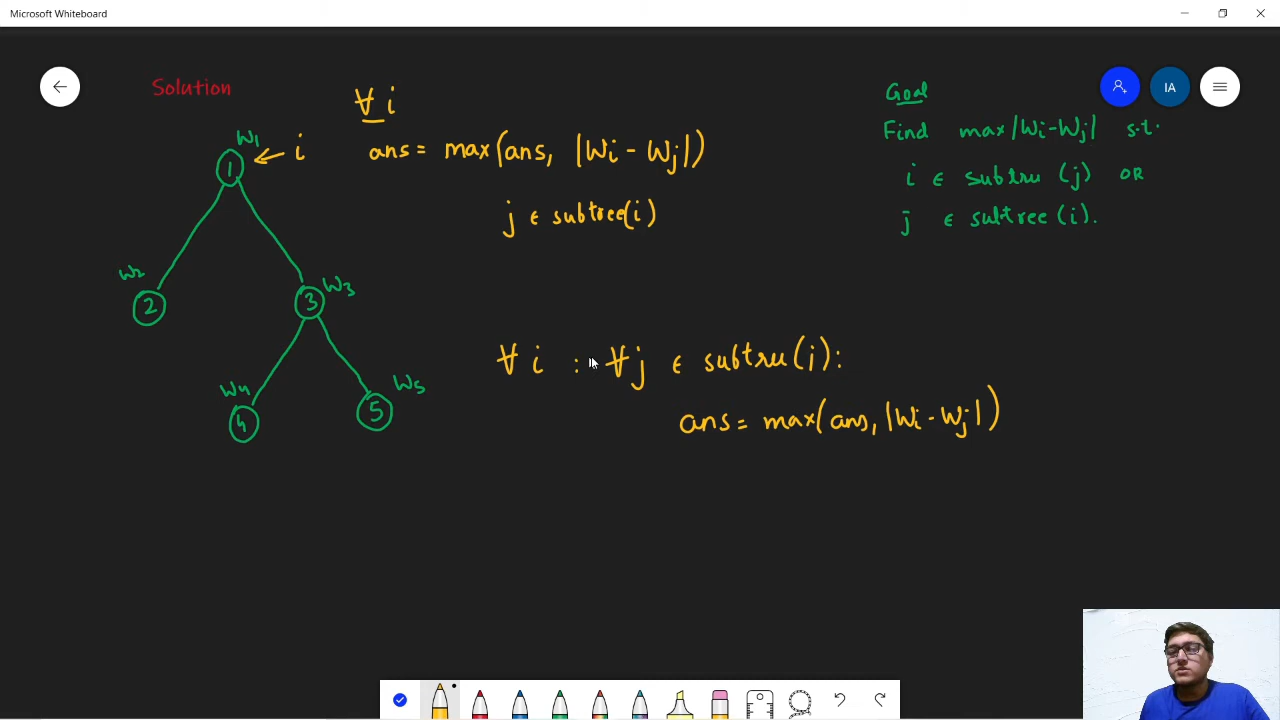 Microsoft Whiteboard
Solution
∀ i
ans = max(ans, |Wi - Wj|)
j ε subtree(i)
Goal
Find max|Wi-Wj| s.t.
i ε subtree (j) OR
j ε subtree (i).
IA
W1
1
i
W2
2
W3
3
W4
4
W5
5
∀ i : ∀ j ε subtree(i):
ans = max(ans, |Wi - Wj|)